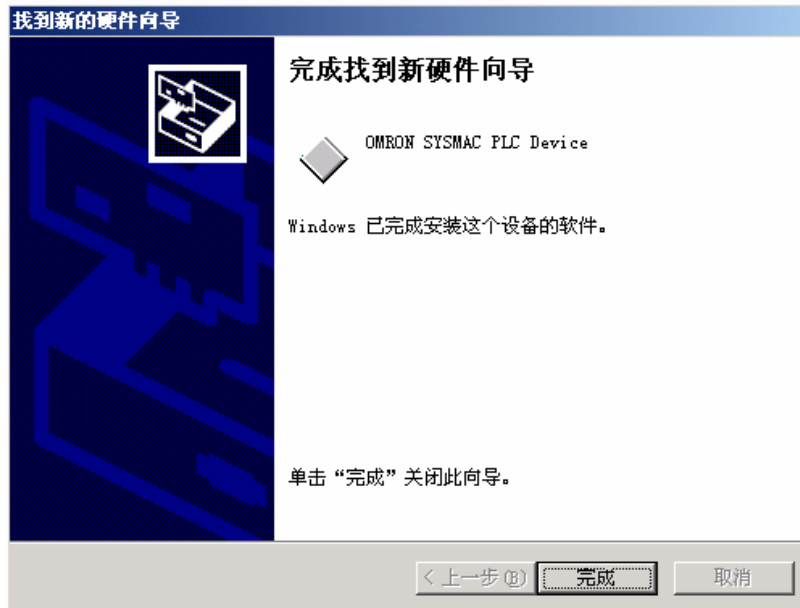 找到新的硬件向导
完成找到新硬件向导
OMRON SYSMAC PLC Device
Windows 已完成安装这个设备的软件。
单击“完成”关闭此向导。
< 上一步(B)
完成
取消